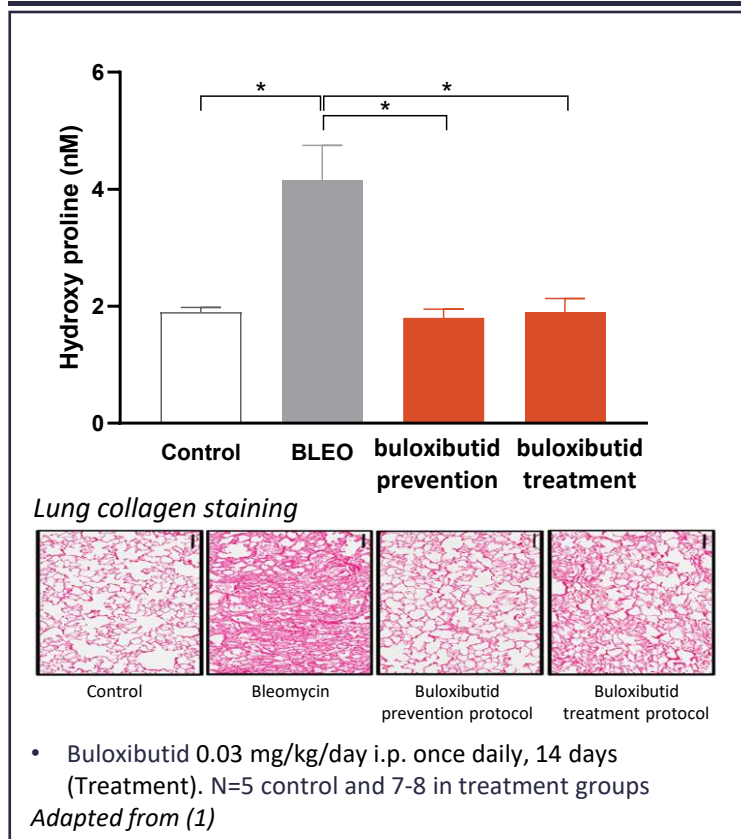 6
* * *
4
2
0
Hydroxy proline (nM)
Control BLEO buloxibutid prevention buloxibutid treatment
Lung collagen staining
Control Bleomycin Buloxibutid prevention protocol Buloxibutid treatment protocol
• Buloxibutid 0.03 mg/kg/day i.p. once daily, 14 days
(Treatment). N=5 control and 7-8 in treatment groups
Adapted from (1)